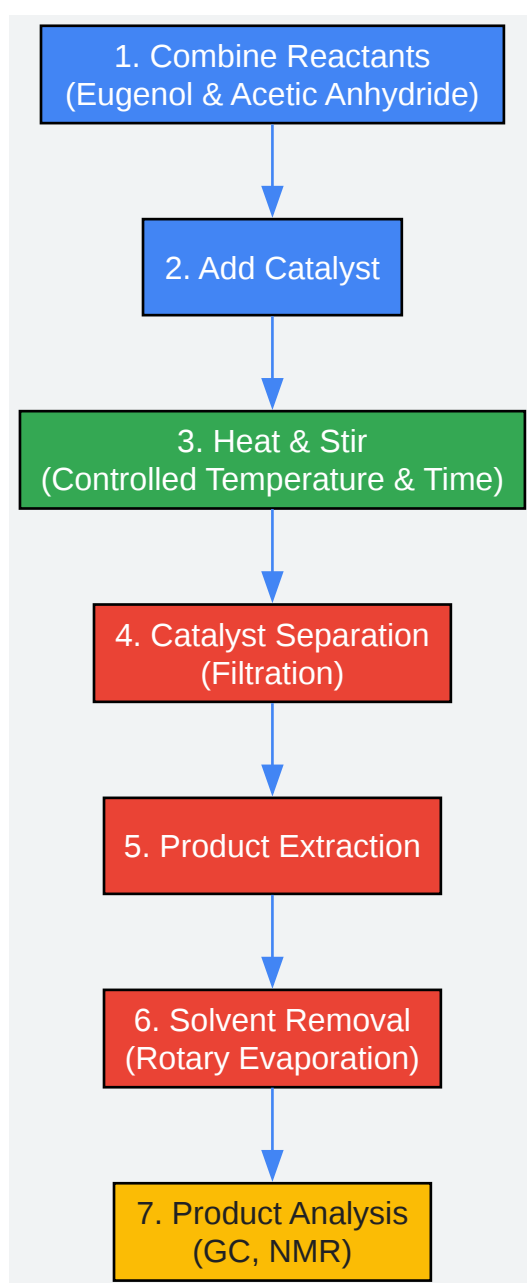 1. Combine Reactants
(Eugenol & Acetic Anhydride)
2. Add Catalyst
3. Heat & Stir
(Controlled Temperature & Time)
4. Catalyst Separation
(Filtration)
5. Product Extraction
6. Solvent Removal
(Rotary Evaporation)
7. Product Analysis
(GC, NMR)